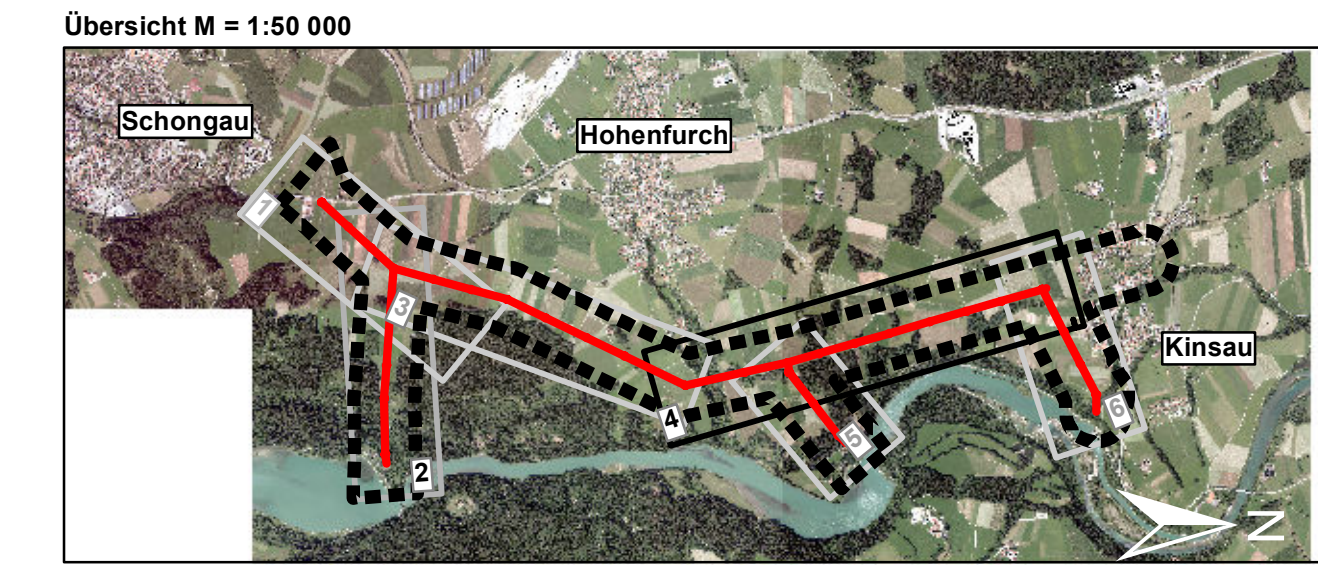 Übersicht M = 1:50 000
Schongau
Hohenfurch
1
3
Kinsau
4
6
5
2
N